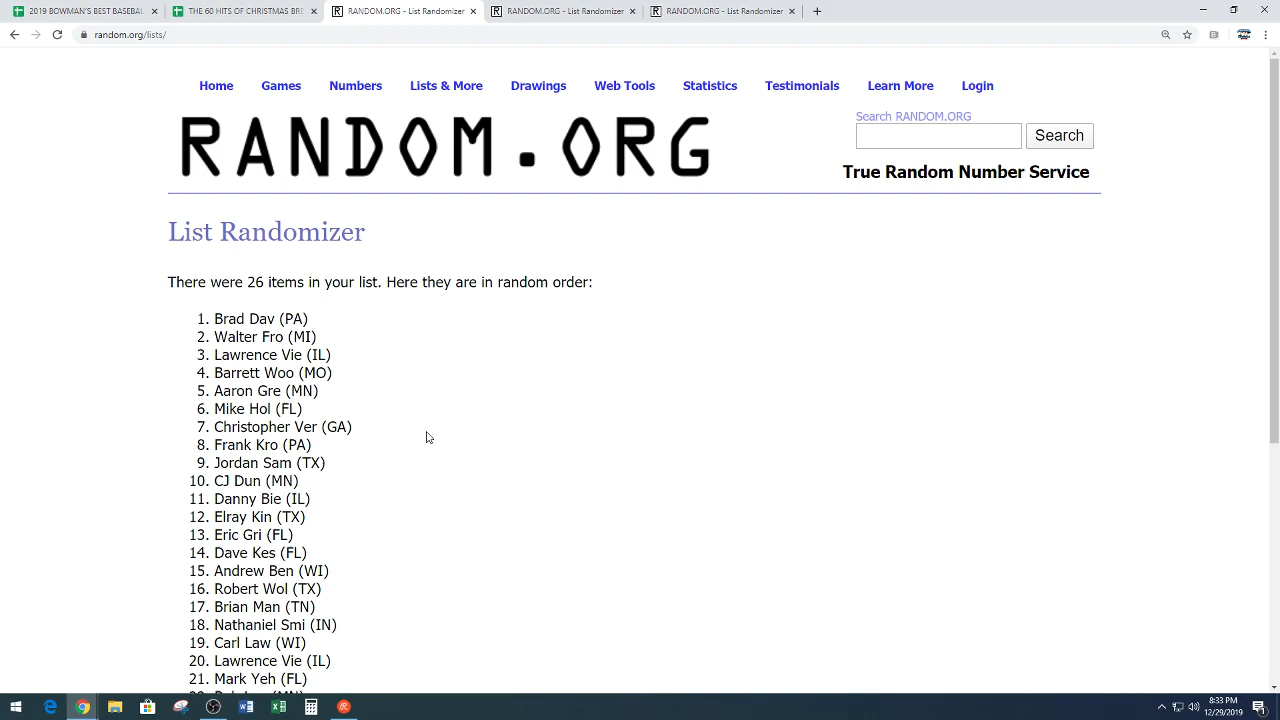 2019 BOWMAN'S BEST BASEBAL
THE 60 HITS OF CHRISTMAS BRE
RANDOM.ORG - List Randomizer
RANDOM.ORG - List Randomizer
RANDOM.ORG - List Randomizer
random.org/lists/
Home Games Numbers Lists & More Drawings Web Tools Statistics Testimonials Learn More Login
RANDOM.ORG
Search RANDOM.ORG
Search
True Random Number Service
List Randomizer
There were 26 items in your list. Here they are in random order:
1. Brad Dav (PA)
2. Walter Fro (MI)
3. Lawrence Vie (IL)
4. Barrett Woo (MO)
5. Aaron Gre (MN)
6. Mike Hol (FL)
7. Christopher Ver (GA)
8. Frank Kro (PA)
9. Jordan Sam (TX)
10. CJ Dun (MN)
11. Danny Bie (IL)
12. Elray Kin (TX)
13. Eric Gri (FL)
14. Dave Kes (FL)
15. Andrew Ben (WI)
16. Robert Wol (TX)
17. Brian Man (TN)
18. Nathaniel Smi (IN)
19. Carl Law (WI)
20. Lawrence Vie (IL)
21. Mark Yeh (FL)
8:33 PM
12/29/2019